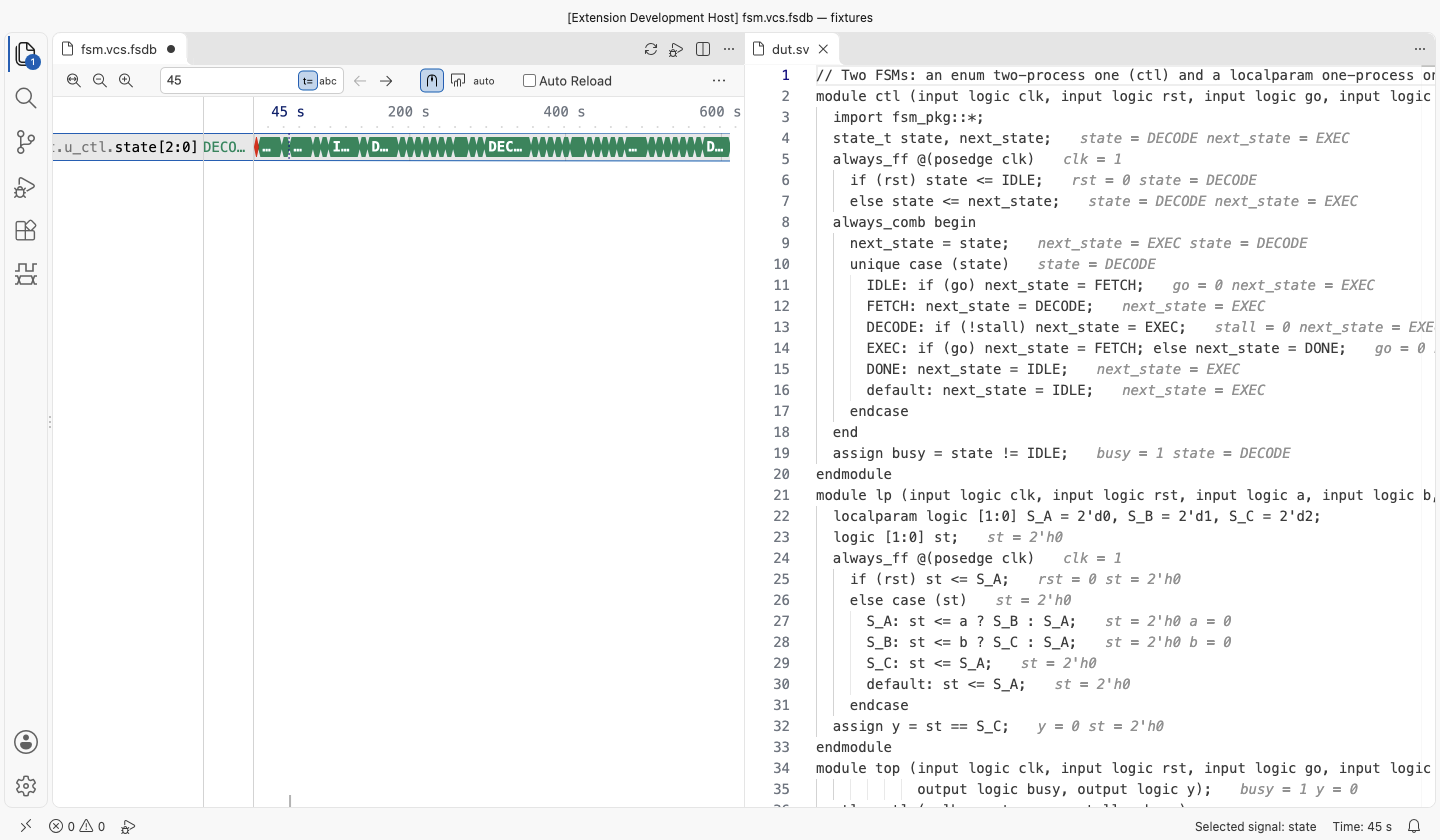 [Extension Development Host] fsm.vcs.fsdb — fixtures
fsm.vcs.fsdb
dut.sv
45
t=
abc
auto
Auto Reload
45 s
200 s
400 s
600 s
:.u_ctl.state[2:0]
DECO…
…
…
I…
D…
DEC…
…
D…
1
1 // Two FSMs: an enum two-process one (ctl) and a localparam one-process or
2 module ctl (input logic clk, input logic rst, input logic go, input logic
3 import fsm_pkg::*;
4 state_t state, next_state; state = DECODE next_state = EXEC
5 always_ff @(posedge clk) clk = 1
6 if (rst) state <= IDLE; rst = 0 state = DECODE
7 else state <= next_state; state = DECODE next_state = EXEC
8 always_comb begin
9 next_state = state; next_state = EXEC state = DECODE
10 unique case (state) state = DECODE
11 IDLE: if (go) next_state = FETCH; go = 0 next_state = EXEC
12 FETCH: next_state = DECODE; next_state = EXEC
13 DECODE: if (!stall) next_state = EXEC; stall = 0 next_state = EXE
14 EXEC: if (go) next_state = FETCH; else next_state = DONE; go = 0
15 DONE: next_state = IDLE; next_state = EXEC
16 default: next_state = IDLE; next_state = EXEC
17 endcase
18 end
19 assign busy = state != IDLE; busy = 1 state = DECODE
20 endmodule
21 module lp (input logic clk, input logic rst, input logic a, input logic b,
22 localparam logic [1:0] S_A = 2'd0, S_B = 2'd1, S_C = 2'd2;
23 logic [1:0] st; st = 2'h0
24 always_ff @(posedge clk) clk = 1
25 if (rst) st <= S_A; rst = 0 st = 2'h0
26 else case (st) st = 2'h0
27 S_A: st <= a ? S_B : S_A; st = 2'h0 a = 0
28 S_B: st <= b ? S_C : S_A; st = 2'h0 b = 0
29 S_C: st <= S_A; st = 2'h0
30 default: st <= S_A; st = 2'h0
31 endcase
32 assign y = st == S_C; y = 0 st = 2'h0
33 endmodule
34 module top (input logic clk, input logic rst, input logic go, input logic
35 output logic busy, output logic y); busy = 1 y = 0
0
0
Selected signal: state
Time: 45 s